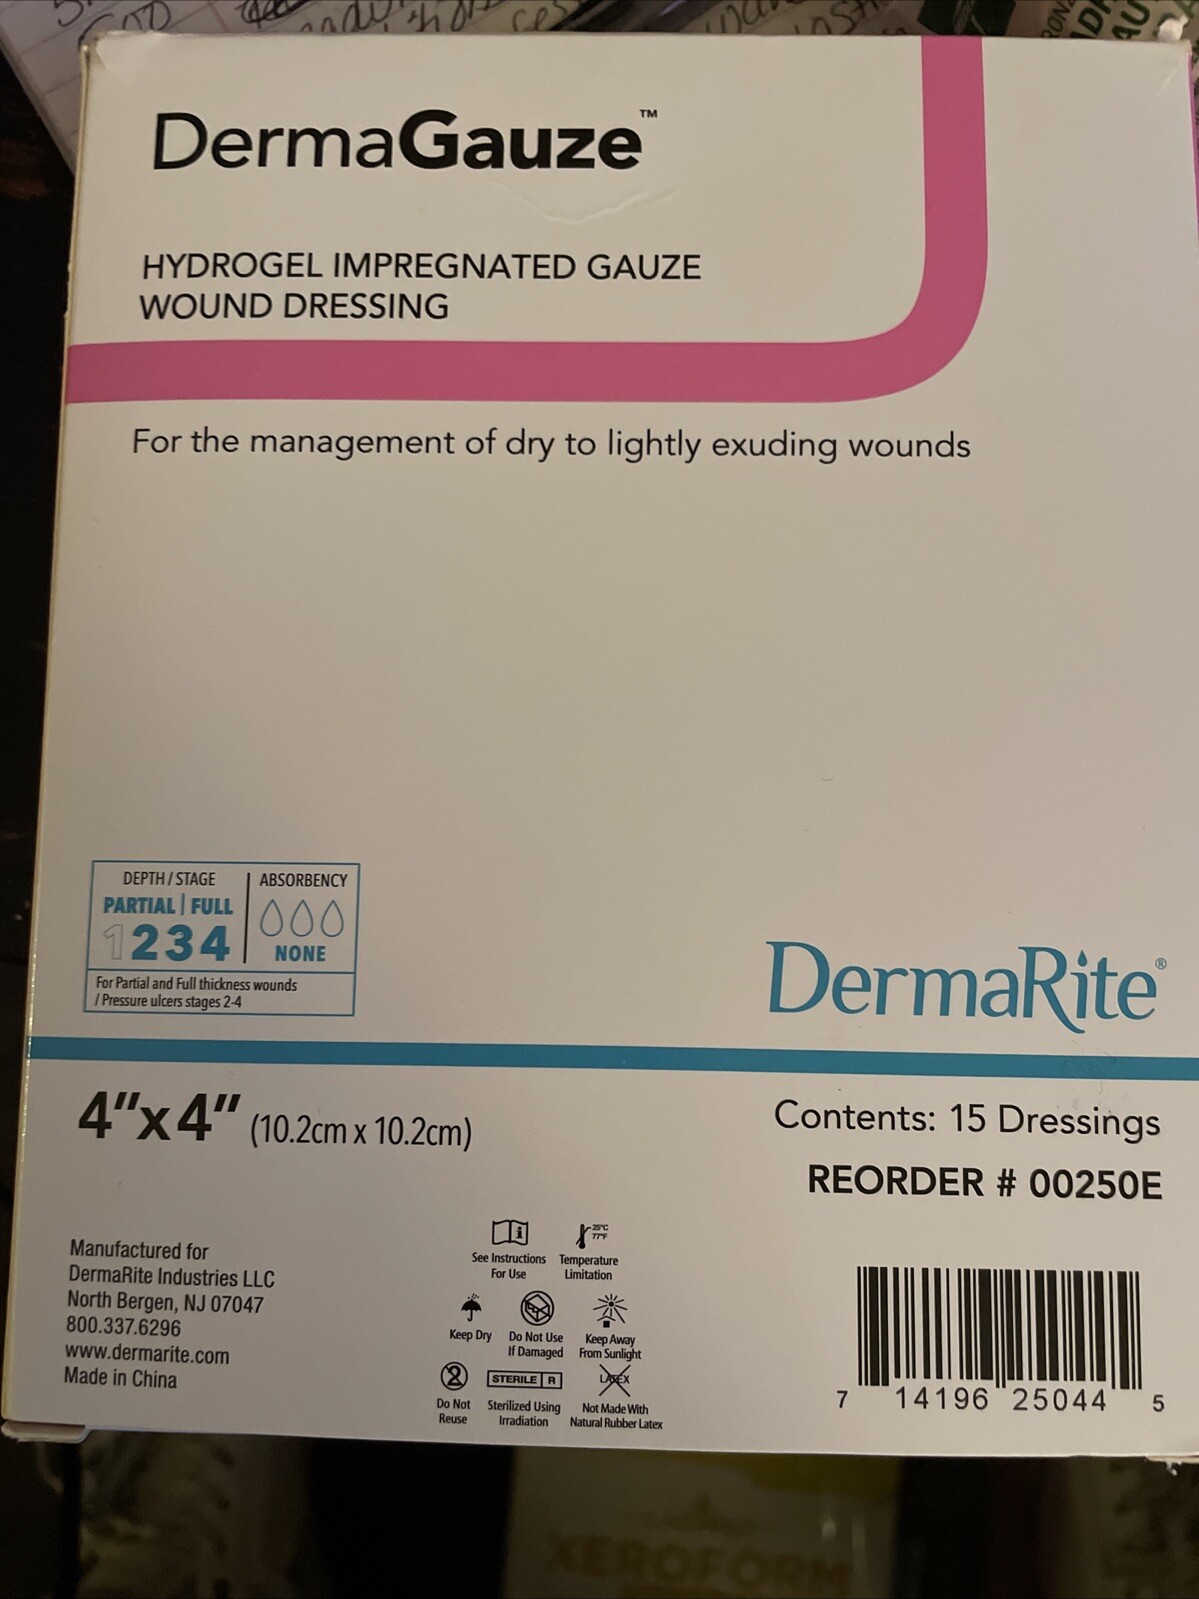 DermaGauze™
HYDROGEL IMPREGNATED GAUZE
WOUND DRESSING
For the management of dry to lightly exuding wounds
DEPTH / STAGE
PARTIAL | FULL
1234
ABSORBENCY
NONE
For Partial and Full thickness wounds
/ Pressure ulcers stages 2-4
DermaRite®
4"x4" (10.2cm x 10.2cm)
Contents: 15 Dressings
REORDER # 00250E
Manufactured for
DermaRite Industries LLC
North Bergen, NJ 07047
800.337.6296
www.dermarite.com
Made in China
See Instructions
For Use
25°C
77°F
Temperature
Limitation
Keep Dry
Do Not Use
If Damaged
Keep Away
From Sunlight
2
Do Not
Reuse
STERILE R
Sterilized Using
Irradiation
LATEX
Not Made With
Natural Rubber Latex
7 14196 25044 5
XEROFORM